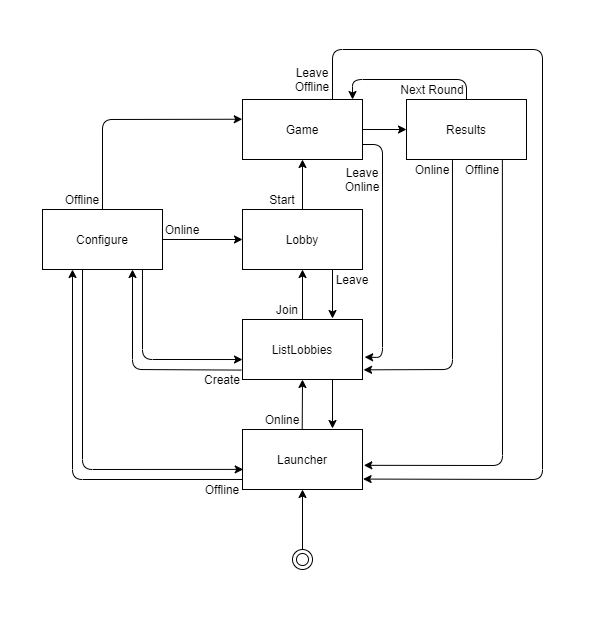 Leave
Offline
Next Round
Game
Results
Leave
Online
Online
Offline
Offline
Start
Configure
Online
Lobby
Leave
Join
ListLobbies
Create
Online
Launcher
Offline